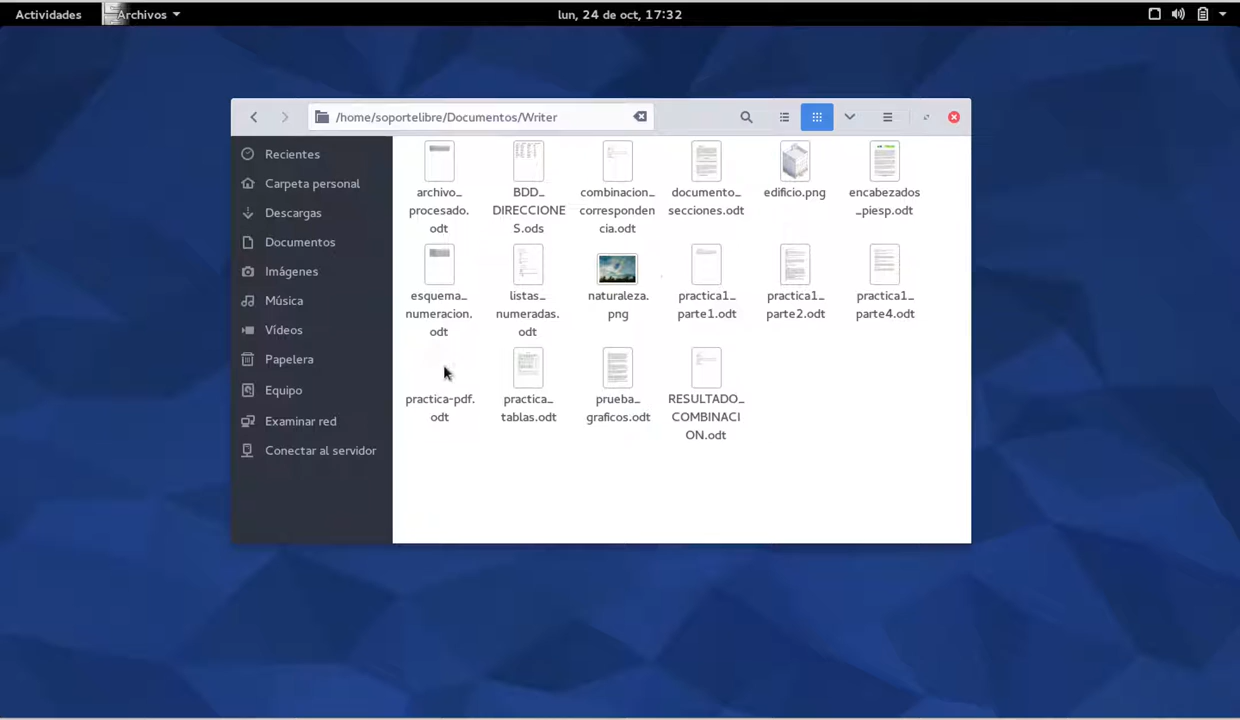 Actividades Archivos lun, 24 de oct, 17:32
/home/soportelibre/Documentos/Writer
Recientes
Carpeta personal
Descargas
Documentos
Imágenes
Música
Vídeos
Papelera
Equipo
Examinar red
Conectar al servidor
archivo_
procesado.
odt
BDD_
DIRECCIONE
S.ods
combinacion_
corresponden
cia.odt
documento_
secciones.odt
edificio.png
encabezados
_piesp.odt
esquema_
numeracion.
odt
listas_
numeradas.
odt
naturaleza.
png
practica1_
parte1.odt
practica1_
parte2.odt
practica1_
parte4.odt
practica-pdf.
odt
practica_
tablas.odt
prueba_
graficos.odt
RESULTADO_
COMBINACI
ON.odt